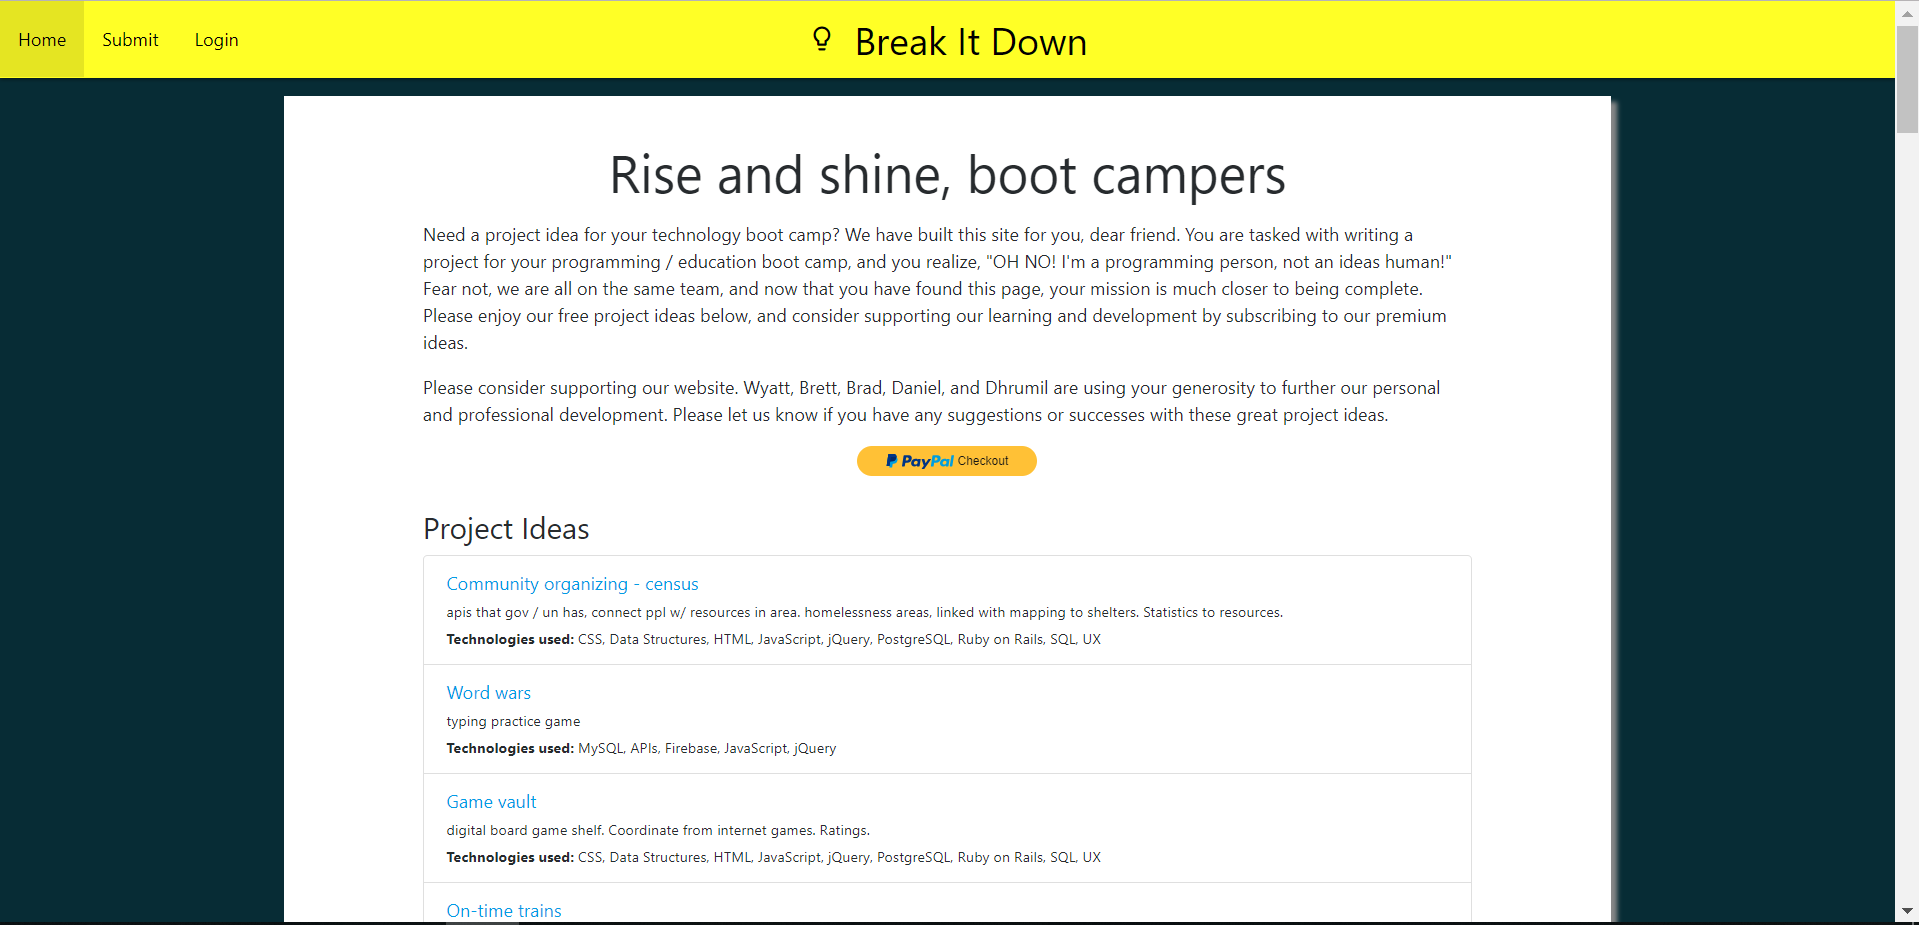 Home Submit Login Break It Down
Rise and shine, boot campers
Need a project idea for your technology boot camp? We have built this site for you, dear friend. You are tasked with writing a
project for your programming / education boot camp, and you realize, "OH NO! I'm a programming person, not an ideas human!"
Fear not, we are all on the same team, and now that you have found this page, your mission is much closer to being complete.
Please enjoy our free project ideas below, and consider supporting our learning and development by subscribing to our premium
ideas.
Please consider supporting our website. Wyatt, Brett, Brad, Daniel, and Dhrumil are using your generosity to further our personal
and professional development. Please let us know if you have any suggestions or successes with these great project ideas.
PayPal Checkout
Project Ideas
Community organizing - census
apis that gov / un has, connect ppl w/ resources in area. homelessness areas, linked with mapping to shelters. Statistics to resources.
Technologies used: CSS, Data Structures, HTML, JavaScript, jQuery, PostgreSQL, Ruby on Rails, SQL, UX
Word wars
typing practice game
Technologies used: MySQL, APIs, Firebase, JavaScript, jQuery
Game vault
digital board game shelf. Coordinate from internet games. Ratings.
Technologies used: CSS, Data Structures, HTML, JavaScript, jQuery, PostgreSQL, Ruby on Rails, SQL, UX
On-time trains